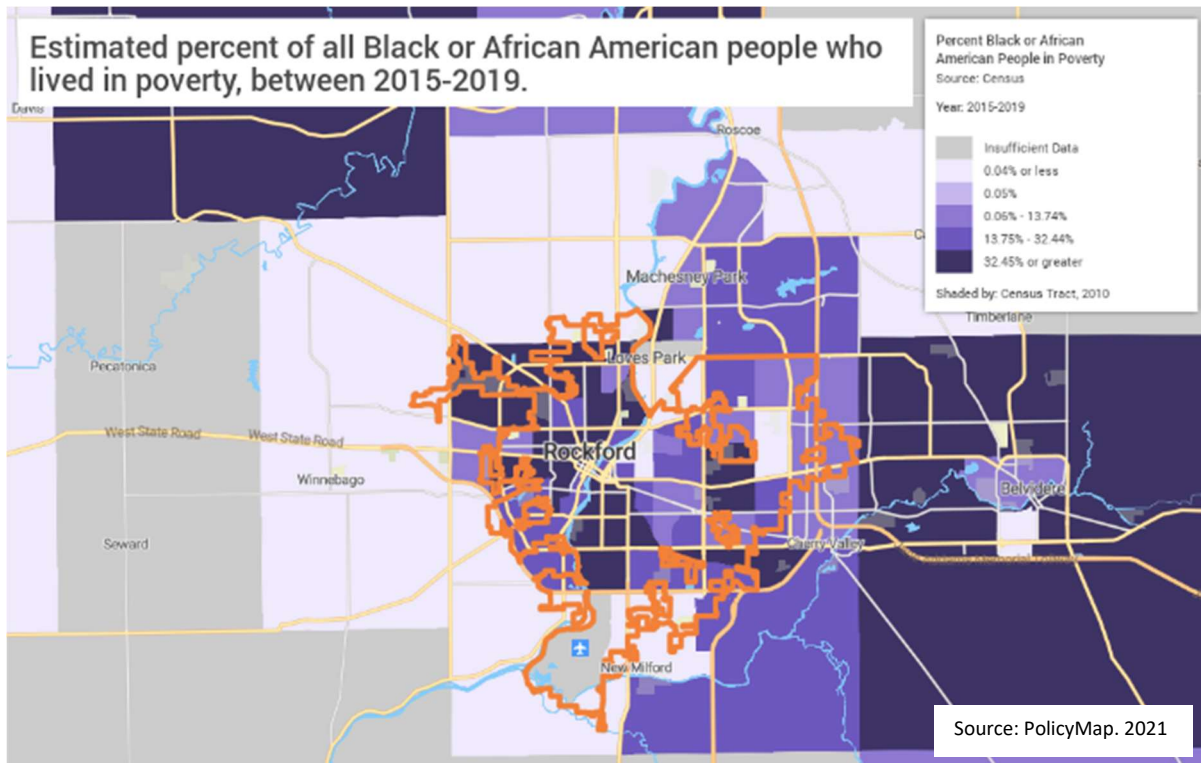 Estimated percent of all Black or African American people who
lived in poverty, between 2015-2019.
Percent Black or African
American People in Poverty
Source: Census
Year: 2015-2019
Insufficient Data
0.04% or less
0.05%
0.06% - 13.74%
13.75% - 32.44%
32.45% or greater
Shaded by: Census Tract, 2010
Davis
Roscoe
Machesney Park
Timberlane
Loves Park
Pecatonica
West State Road
West State Road
Rockford
Winnebago
Belvidere
Seward
Cherry Valley
New Milford
Source: PolicyMap. 2021